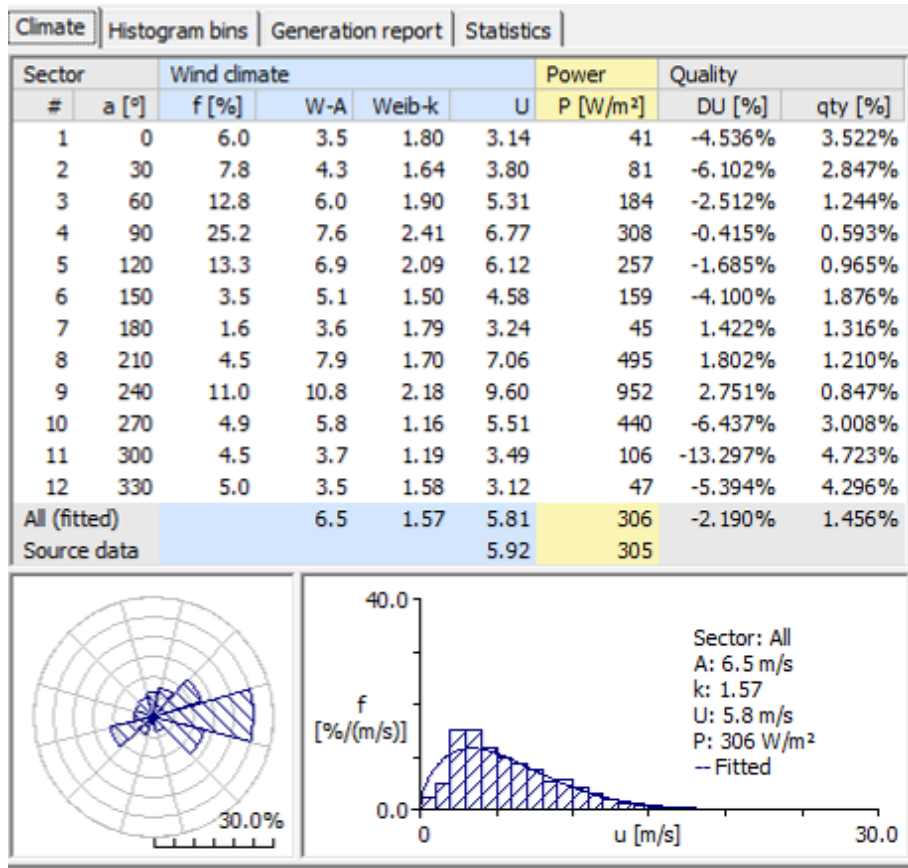 Climate Histogram bins Generation report Statistics
Sector Wind climate Power Quality
# a [°] f [%] W-A Weib-k U P [W/m²] DU [%] qty [%]
1 0 6.0 3.5 1.80 3.14 41 -4.536% 3.522%
2 30 7.8 4.3 1.64 3.80 81 -6.102% 2.847%
3 60 12.8 6.0 1.90 5.31 184 -2.512% 1.244%
4 90 25.2 7.6 2.41 6.77 308 -0.415% 0.593%
5 120 13.3 6.9 2.09 6.12 257 -1.685% 0.965%
6 150 3.5 5.1 1.50 4.58 159 -4.100% 1.876%
7 180 1.6 3.6 1.79 3.24 45 1.422% 1.316%
8 210 4.5 7.9 1.70 7.06 495 1.802% 1.210%
9 240 11.0 10.8 2.18 9.60 952 2.751% 0.847%
10 270 4.9 5.8 1.16 5.51 440 -6.437% 3.008%
11 300 4.5 3.7 1.19 3.49 106 -13.297% 4.723%
12 330 5.0 3.5 1.58 3.12 47 -5.394% 4.296%
All (fitted) 6.5 1.57 5.81 306 -2.190% 1.456%
Source data 5.92 305
30.0%
40.0
f
[%/(m/s)]
0.0
0 u [m/s] 30.0
Sector: All
A: 6.5 m/s
k: 1.57
U: 5.8 m/s
P: 306 W/m²
-- Fitted